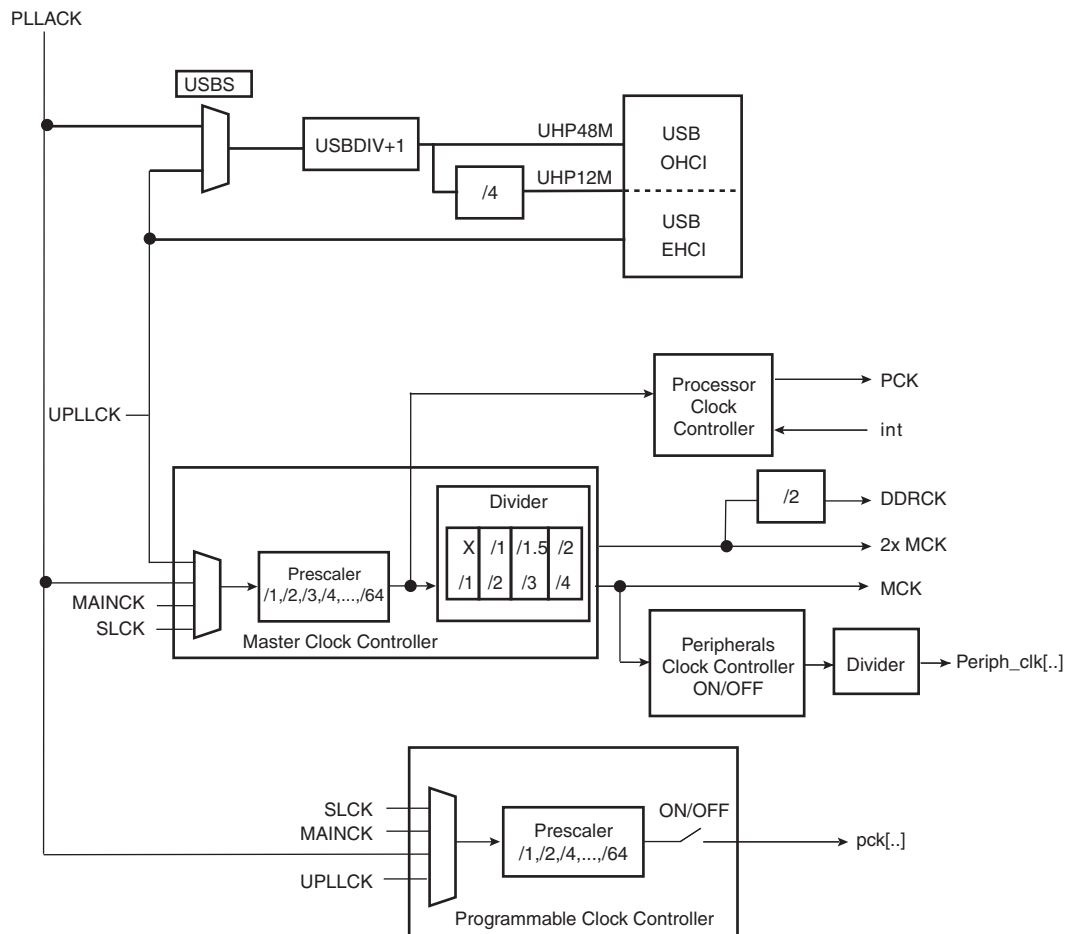 PLLACK
USBS
USBDIV+1
UHP48M
/4
UHP12M
USB
OHCI
USB
EHCI
UPLLCK
Processor
Clock
Controller
PCK
int
/2
DDRCK
2x MCK
MCK
Divider
X /1 /1.5 /2
/1 /2 /3 /4
Prescaler
/1,/2,/3,/4,...,/64
MAINCK
SLCK
Master Clock Controller
Peripherals
Clock Controller
ON/OFF
Divider
Periph_clk[..]
SLCK
MAINCK
UPLLCK
Prescaler
/1,/2,/4,...,/64
ON/OFF
pck[..]
Programmable Clock Controller